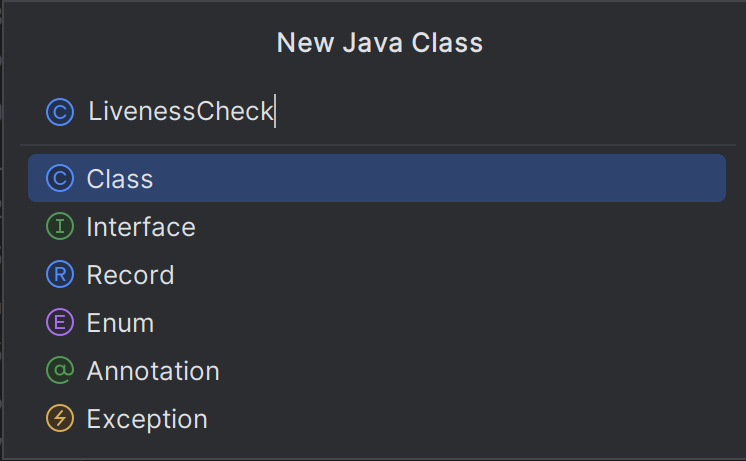 New Java Class
C LivenessCheck
C Class
I Interface
R Record
E Enum
@ Annotation
Exception